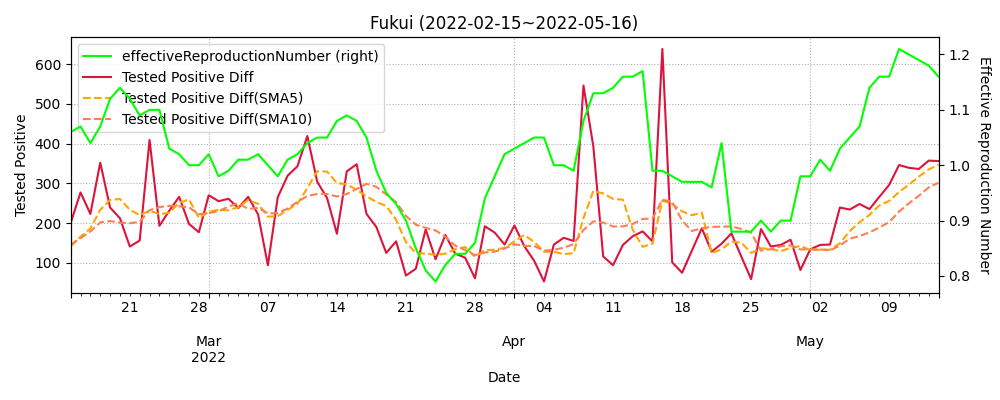 Fukui (2022-02-15~2022-05-16)
effectiveReproductionNumber (right)
Tested Positive Diff
Tested Positive Diff(SMA5)
Tested Positive Diff(SMA10)
Tested Positive
600
500
400
300
200
100
Effective Reproduction Number
1.2
1.1
1.0
0.9
0.8
21 28 07 14 21 28 04 11 18 25 02 09
Mar Apr May
2022
Date